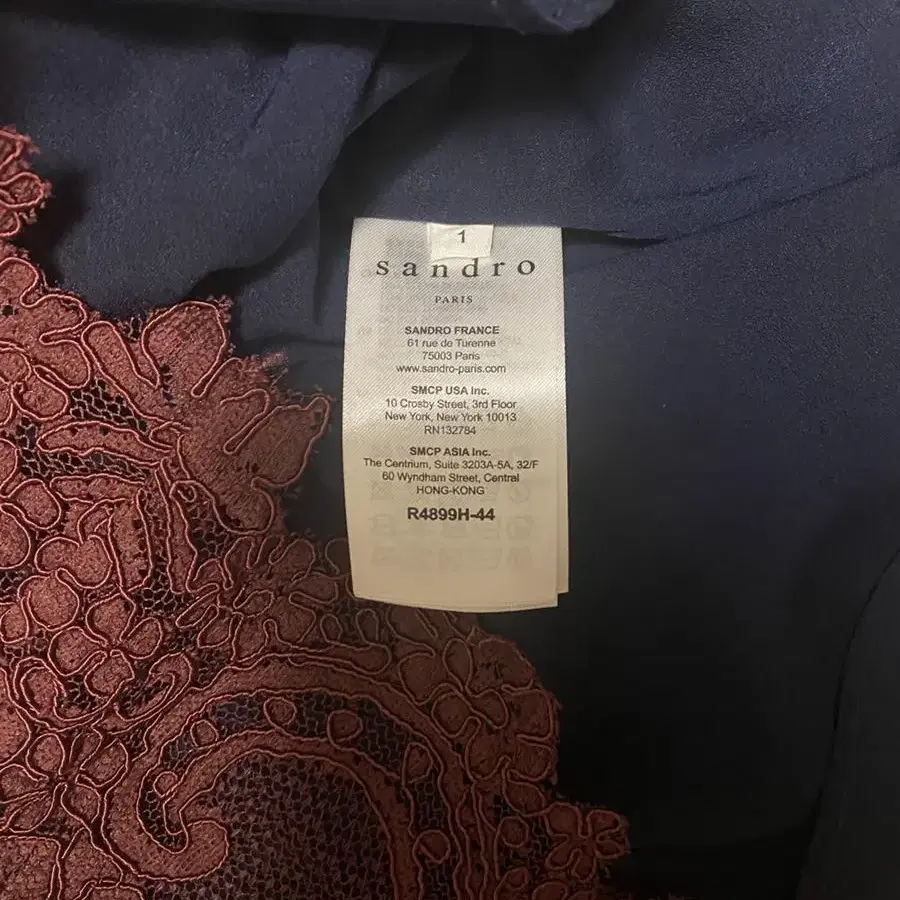 1
sandro
PARIS
SANDRO FRANCE
61 rue de Turenne
75003 Paris
www.sandro-paris.com
SMCP USA Inc.
10 Crosby Street, 3rd Floor
New York, New York 10013
RN132784
SMCP ASIA Inc.
The Centrium, Suite 3203A-5A, 32/F
60 Wyndham Street, Central
HONG-KONG
R4899H-44